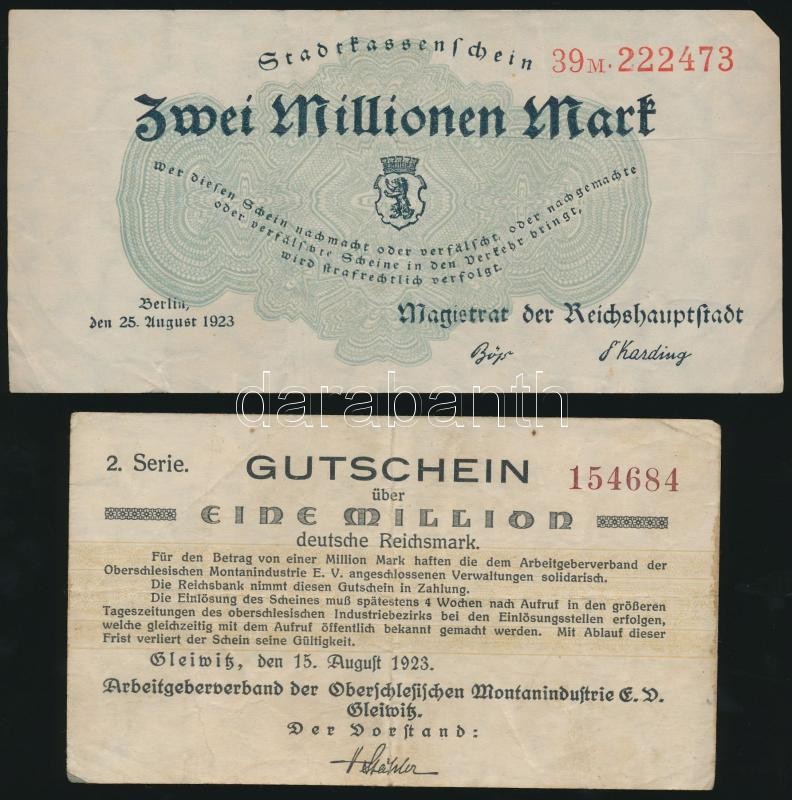 Stadtkassenschein
39M·222473
Zwei Millionen Mark
wer diesen Schein nachmacht oder verfälscht, oder nachgemachte
oder verfälschte Scheine in den Verkehr bringt,
wird strafrechtlich verfolgt.
Berlin,
den 25. August 1923
Magistrat der Reichshauptstadt
Böß
Karding
darabanth
2. Serie.
GUTSCHEIN
154684
über
EINE MILLION
deutsche Reichsmark.
Für den Betrag von einer Million Mark haften die dem Arbeitgeberverband der
Oberschlesischen Montanindustrie E. V. angeschlossenen Verwaltungen solidarisch.
Die Reichsbank nimmt diesen Gutschein in Zahlung.
Die Einlösung des Scheines muß spätestens 4 Wochen nach Aufruf in den größeren
Tageszeitungen des oberschlesischen Industriebezirks bei den Einlösungsstellen erfolgen,
welche gleichzeitig mit dem Aufruf öffentlich bekannt gemacht werden. Mit Ablauf dieser
Frist verliert der Schein seine Gültigkeit.
Gleiwitz, den 15. August 1923.
Arbeitgeberverband der Oberschlesischen Montanindustrie E. V.
Gleiwitz.
Der Vorstand: